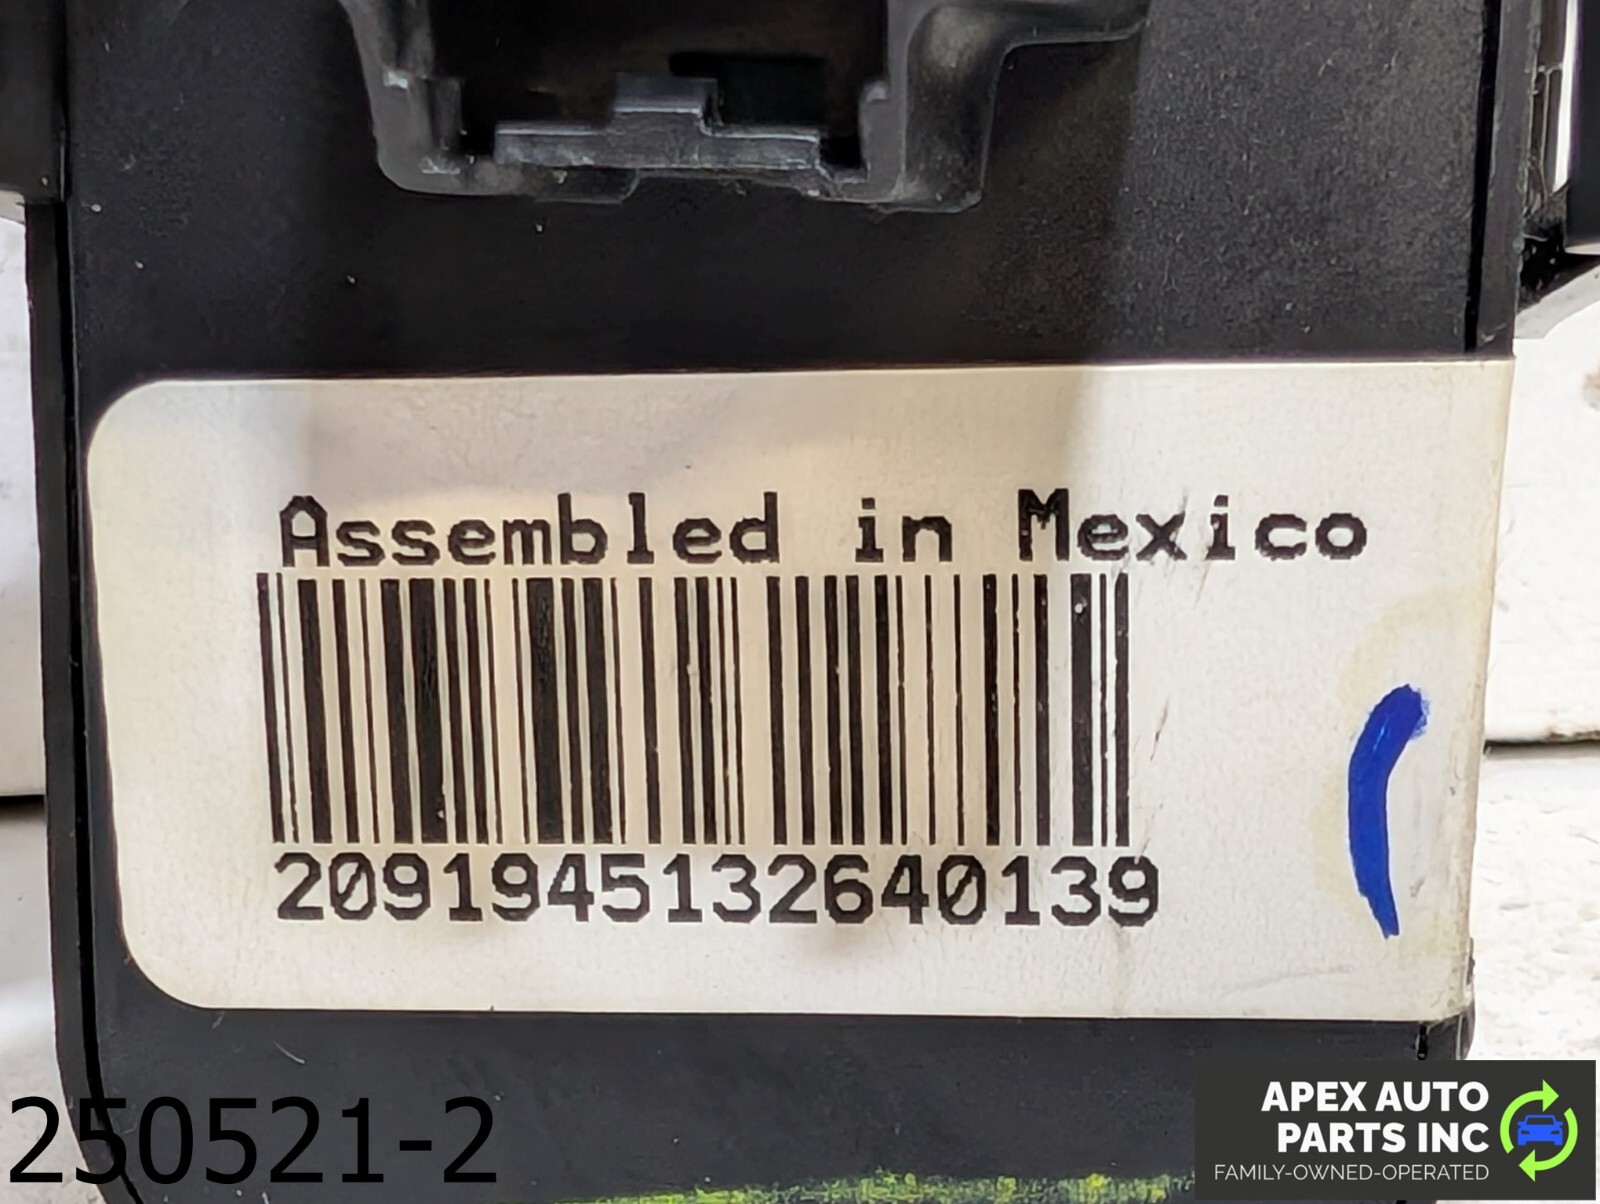 Assembled in Mexico
2091945132640139
250521-2
APEX AUTO
PARTS INC
FAMILY-OWNED-OPERATED